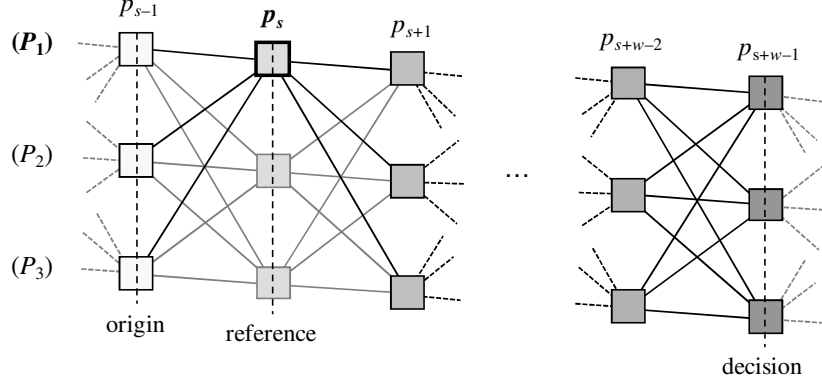 p_{s–1} p_s p_{s+1} p_{s+w–2} p_{s+w–1}
(P_1)
(P_2)
...
(P_3)
origin reference decision